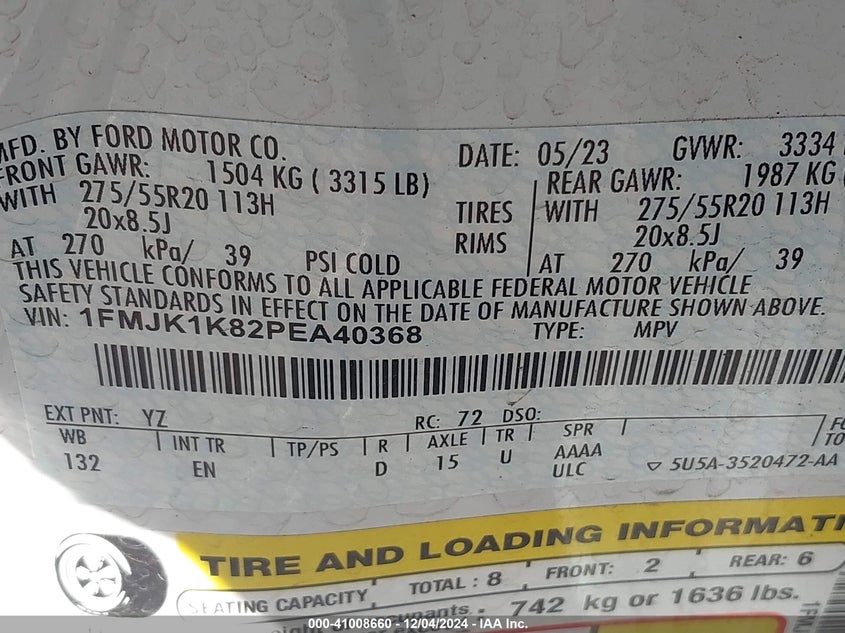 MFD. BY FORD MOTOR CO. DATE: 05/23 GVWR: 3334
FRONT GAWR: 1504 KG ( 3315 LB) REAR GAWR: 1987 KG (
WITH 275/55R20 113H TIRES WITH 275/55R20 113H
20x8.5J RIMS 20x8.5J
AT 270 kPa/ 39 PSI COLD AT 270 kPa/ 39
THIS VEHICLE CONFORMS TO ALL APPLICABLE FEDERAL MOTOR VEHICLE
SAFETY STANDARDS IN EFFECT ON THE DATE OF MANUFACTURE SHOWN ABOVE.
VIN: 1FMJK1K82PEA40368 TYPE: MPV
EXT PNT: YZ RC: 72 DSO:
WB INT TR TP/PS R AXLE TR SPR
132 EN D 15 U AAAA
ULC 5U5A-3520472-AA
TIRE AND LOADING INFORMATI
SEATING CAPACITY TOTAL : 8 FRONT: 2 REAR: 6
742 kg or 1636 lbs.
000-41008660 - 12/04/2024 - IAA Inc.